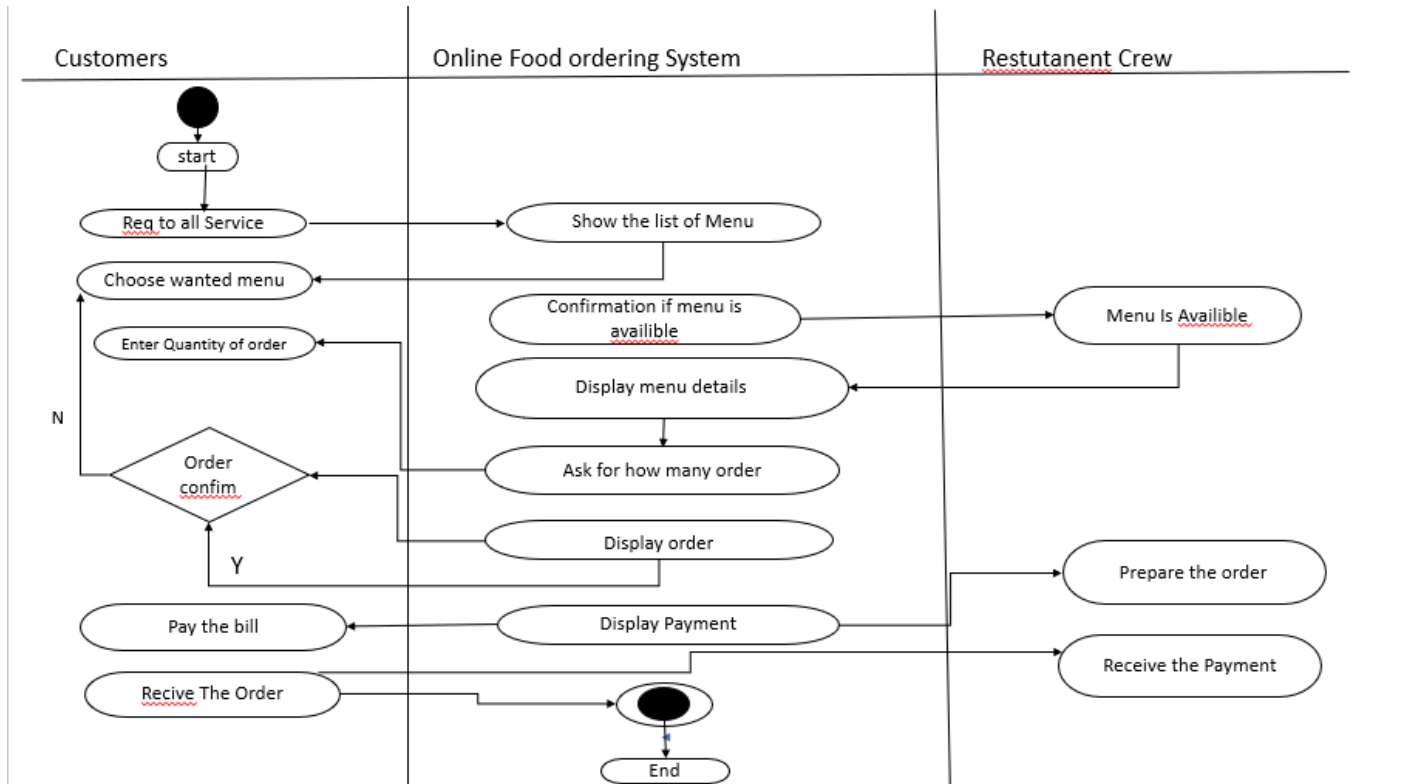 Customers
Online Food ordering System
Restutanent Crew
start
Req to all Service
Show the list of Menu
Choose wanted menu
Confirmation if menu is
availible
Menu Is Availible
Enter Quantity of order
Display menu details
N
Order
confim
Ask for how many order
Display order
Y
Prepare the order
Pay the bill
Display Payment
Receive the Payment
Recive The Order
End